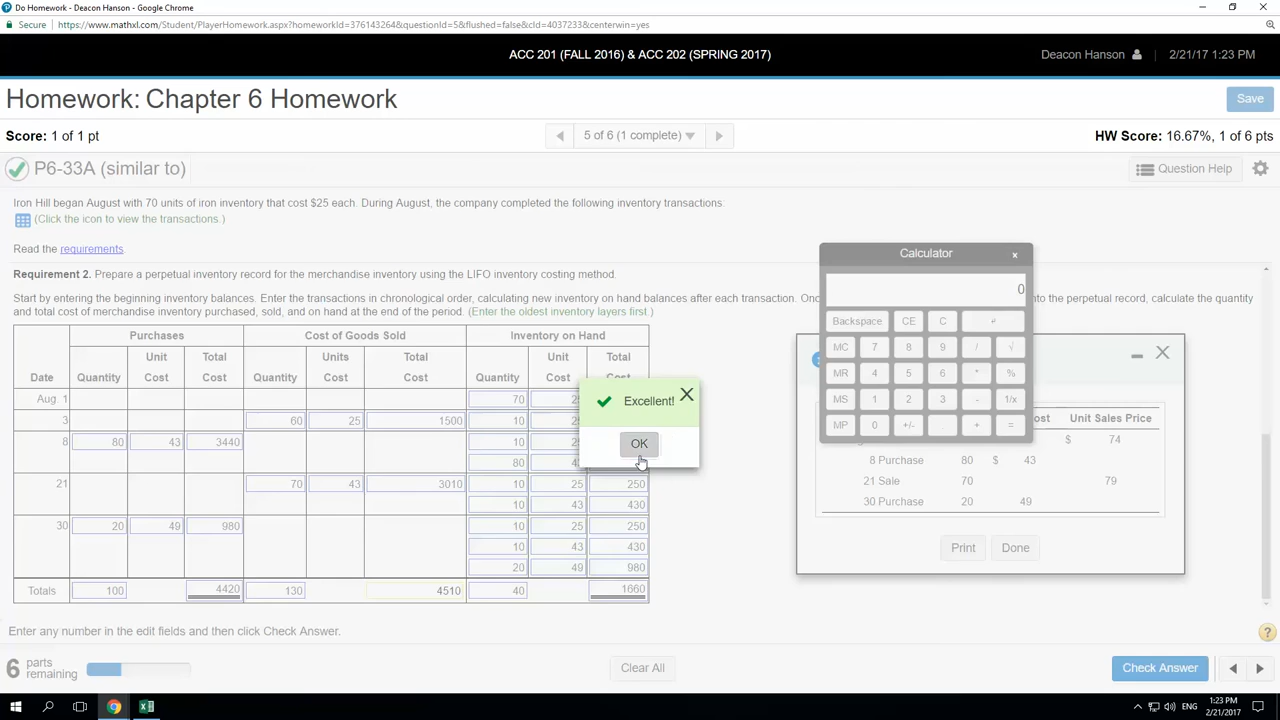 Do Homework - Deacon Hanson - Google Chrome
Secure https://www.mathxl.com/Student/PlayerHomework.aspx?homeworkId=376143264&questionId=5&flushed=false&cId=4037233&centerwin=yes
ACC 201 (FALL 2016) & ACC 202 (SPRING 2017) Deacon Hanson 2/21/17 1:23 PM
Homework: Chapter 6 Homework Save
Score: 1 of 1 pt 5 of 6 (1 complete) HW Score: 16.67%, 1 of 6 pts
P6-33A (similar to) Question Help
Iron Hill began August with 70 units of iron inventory that cost $25 each. During August, the company completed the following inventory transactions:
(Click the icon to view the transactions.)
Read the requirements.
Requirement 2. Prepare a perpetual inventory record for the merchandise inventory using the LIFO inventory costing method.
Start by entering the beginning inventory balances. Enter the transactions in chronological order, calculating new inventory on hand balances after each transaction. Onc into the perpetual record, calculate the quantity
and total cost of merchandise inventory purchased, sold, and on hand at the end of the period. (Enter the oldest inventory layers first.)
Purchases Cost of Goods Sold Inventory on Hand
Unit Total Units Total Unit Total
Date Quantity Cost Cost Quantity Cost Cost Quantity Cost Cost
Aug. 1 70
3 60 25 1500 10
8 80 43 3440 10
80
21 70 43 3010 10 25 250
10 43 430
30 20 49 980 10 25 250
10 43 430
20 49 980
Totals 100 4420 130 4510 40 1660
Excellent!
OK
Calculator x
0
Backspace CE C
MC 7 8 9 / √
MR 4 5 6 * %
MS 1 2 3 - 1/x
MP 0 +/- . + =
ost Unit Sales Price
$ 74
8 Purchase 80 $ 43
21 Sale 70 79
30 Purchase 20 49
Print Done
Enter any number in the edit fields and then click Check Answer.
?
6 parts remaining Clear All Check Answer
ENG 1:23 PM
2/21/2017